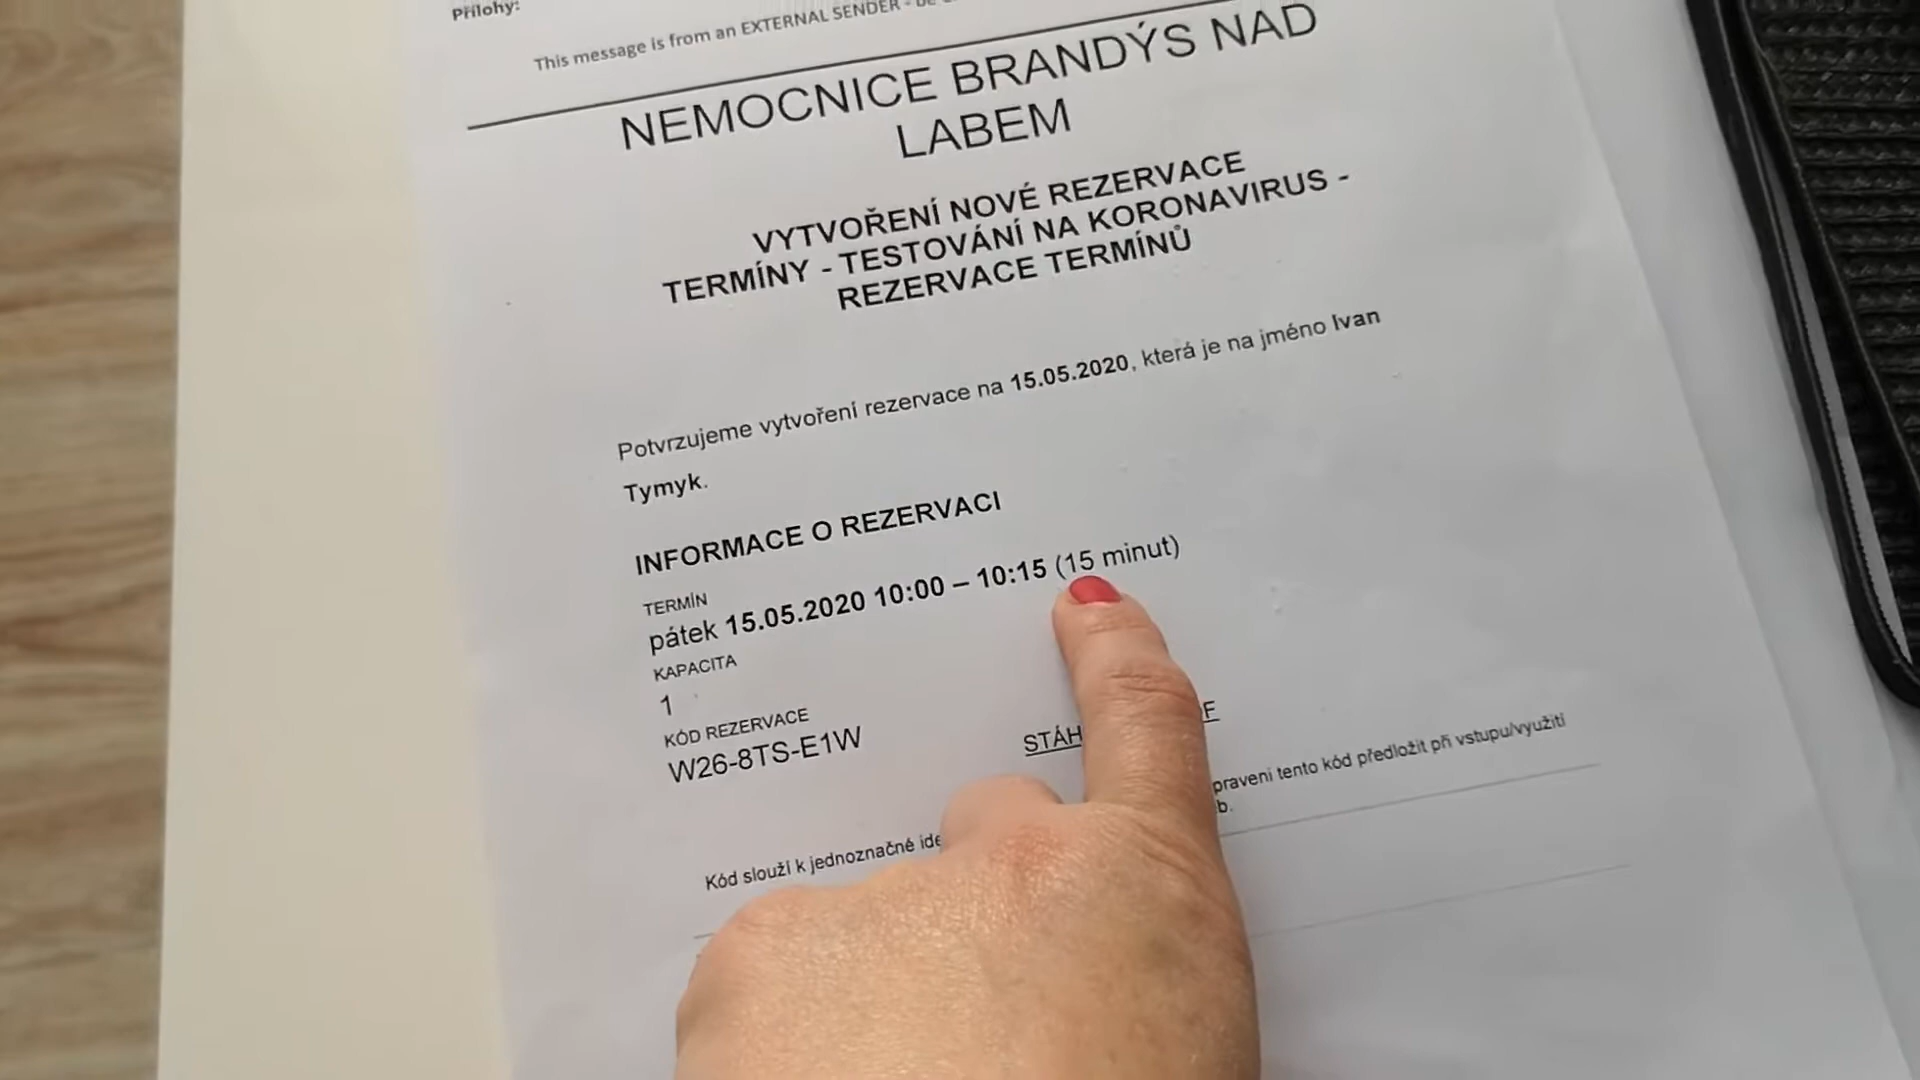 Přílohy:
This message is from an EXTERNAL SENDER -
NEMOCNICE BRANDÝS NAD
LABEM
VYTVOŘENÍ NOVÉ REZERVACE
TERMÍNY - TESTOVÁNÍ NA KORONAVIRUS -
REZERVACE TERMÍNŮ
Potvrzujeme vytvoření rezervace na 15.05.2020, která je na jméno Ivan
Tymyk.
INFORMACE O REZERVACI
TERMÍN
pátek 15.05.2020 10:00 – 10:15 (15 minut)
KAPACITA
1
KÓD REZERVACE
W26-8TS-E1W
Kód slouží k jednoznačné
tento kód předložit při vstupu/využití